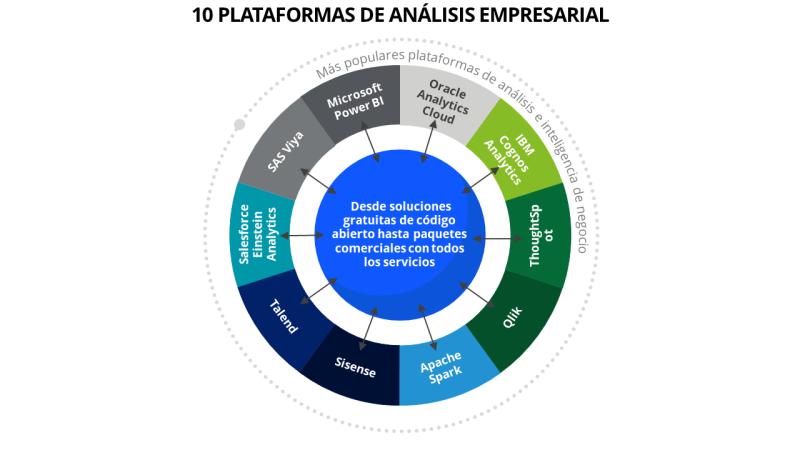 10 PLATAFORMAS DE ANÁLISIS EMPRESARIAL
Más populares plataformas de análisis e inteligencia de negocio
Microsoft
Power BI
Oracle
Analytics
Cloud
IBM
Cognos
Analytics
ThoughtSp
ot
Qlik
Apache
Spark
Sisense
Talend
Salesforce
Einstein
Analytics
SAS Viya
Desde soluciones
gratuitas de código
abierto hasta paquetes
comerciales con todos
los servicios